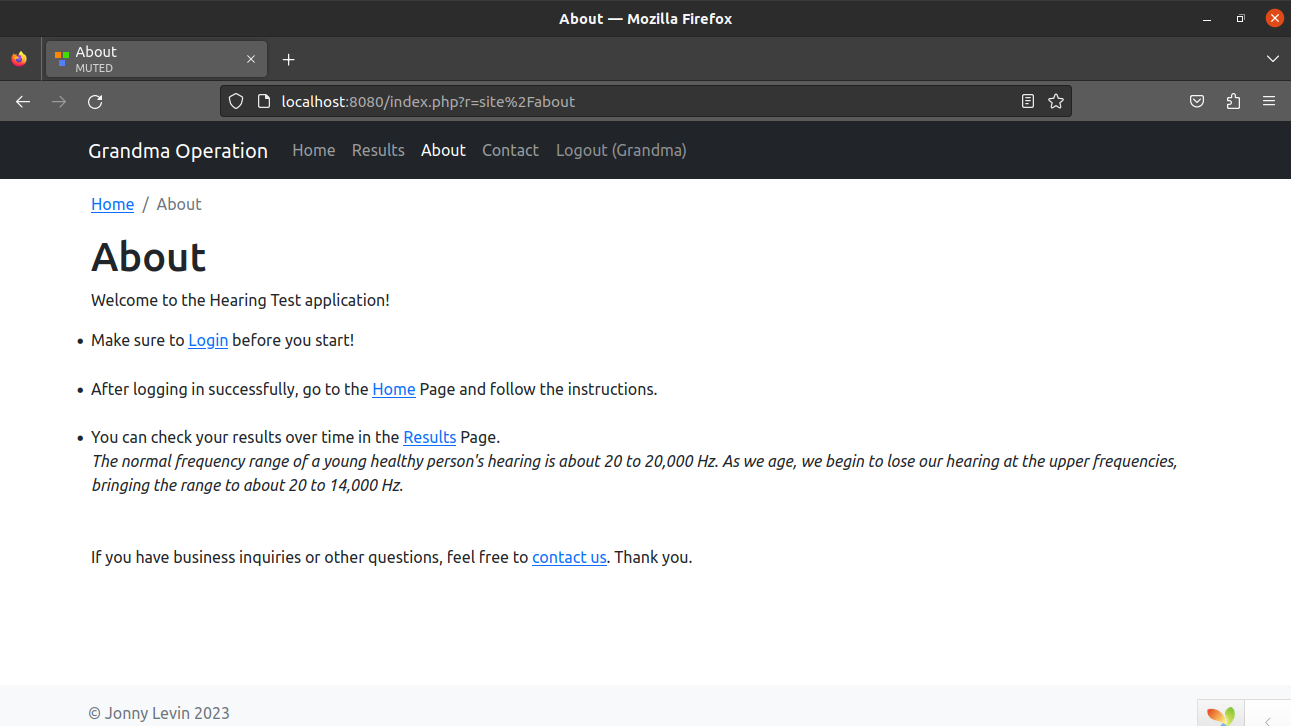 About — Mozilla Firefox
About
MUTED
localhost:8080/index.php?r=site%2Fabout
Grandma Operation Home Results About Contact Logout (Grandma)
Home / About
About
Welcome to the Hearing Test application!
• Make sure to Login before you start!
• After logging in successfully, go to the Home Page and follow the instructions.
• You can check your results over time in the Results Page.
The normal frequency range of a young healthy person's hearing is about 20 to 20,000 Hz. As we age, we begin to lose our hearing at the upper frequencies,
bringing the range to about 20 to 14,000 Hz.
If you have business inquiries or other questions, feel free to contact us. Thank you.
© Jonny Levin 2023